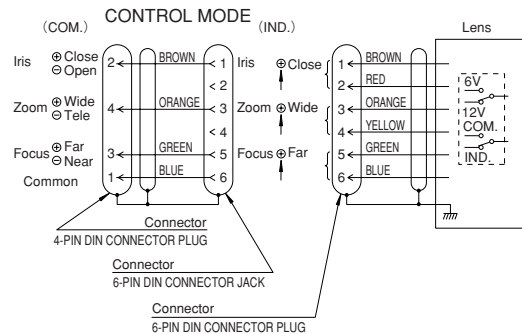 CONTROL MODE
(COM.) (IND.) Lens
Iris ⊕ Close 2 BROWN 1 Iris ⊕ Close 1 BROWN
⊖ Open 2 2 RED 6V
Zoom ⊕ Wide 4 ORANGE 3 Zoom ⊕ Wide 3 ORANGE 12V
⊖ Tele 4 4 YELLOW COM.
Focus ⊕ Far 3 GREEN 5 Focus ⊕ Far 5 GREEN IND.
⊖ Near
Common 1 BLUE 6 6 BLUE
Connector
4-PIN DIN CONNECTOR PLUG
Connector
6-PIN DIN CONNECTOR JACK
Connector
6-PIN DIN CONNECTOR PLUG